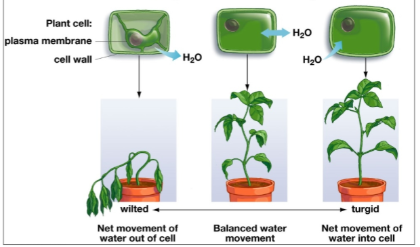 Plant cell:
plasma membrane
cell wall
H₂O
H₂O
H₂O
wilted
turgid
Net movement of
water out of cell
Balanced water
movement
Net movement of
water into cell